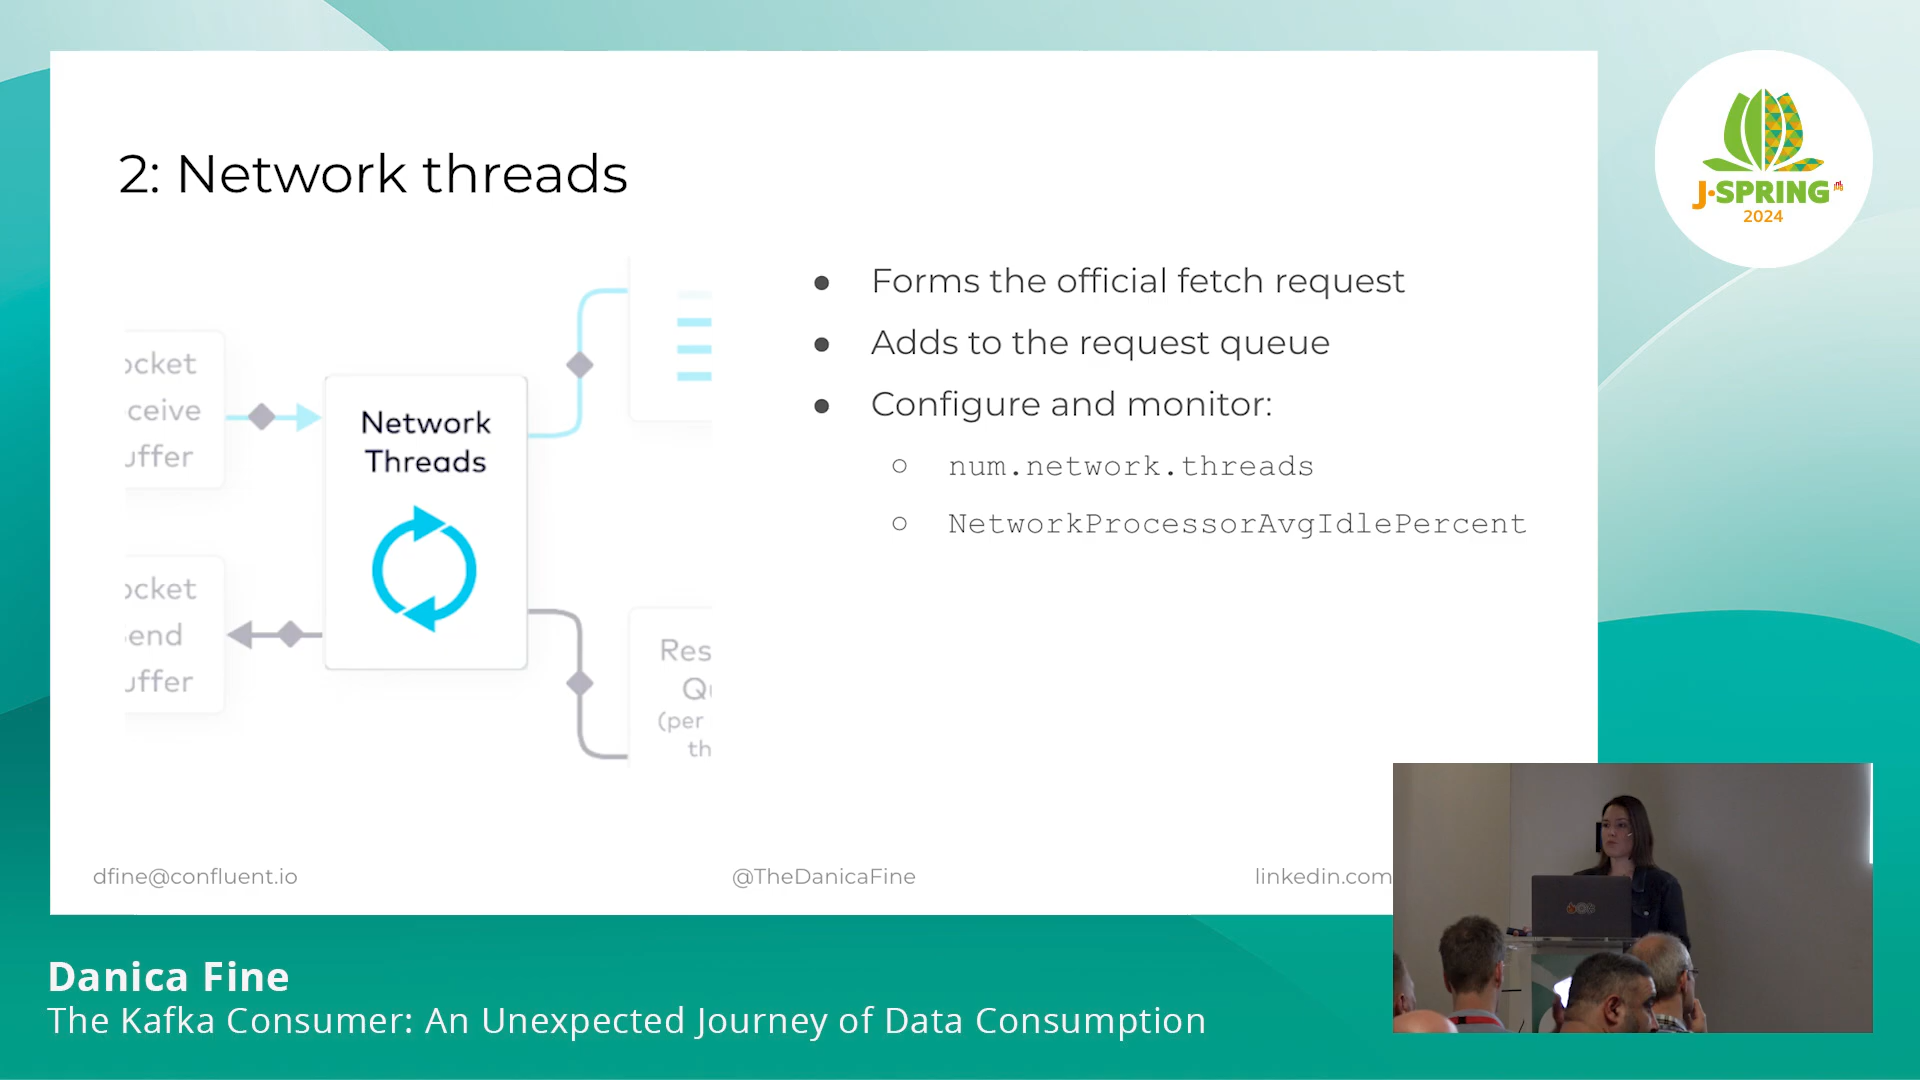 2: Network threads
ocket
ceive
uffer
Network
Threads
ocket
end
uffer
Res
(per
th
● Forms the official fetch request
● Adds to the request queue
● Configure and monitor:
○ num.network.threads
○ NetworkProcessorAvgIdlePercent
dfine@confluent.io
@TheDanicaFine
linkedin.com
J-SPRING
2024
Danica Fine
The Kafka Consumer: An Unexpected Journey of Data Consumption